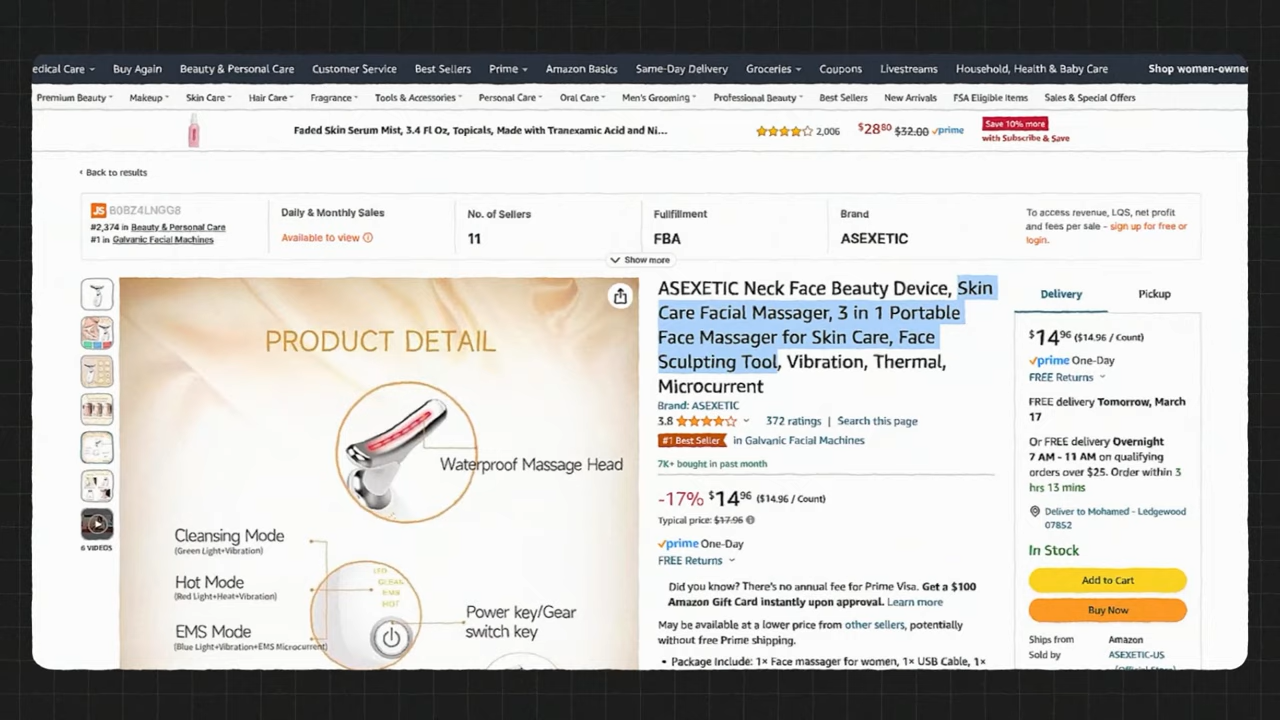 edical Care
Buy Again
Beauty & Personal Care
Customer Service
Best Sellers
Prime
Amazon Basics
Same-Day Delivery
Groceries
Coupons
Livestreams
Household, Health & Baby Care
Shop women-owne
Premium Beauty
Makeup
Skin Care
Hair Care
Fragrance
Tools & Accessories
Personal Care
Oral Care
Men's Grooming
Professional Beauty
Best Sellers
New Arrivals
FSA Eligible Items
Sales & Special Offers
Faded Skin Serum Mist, 3.4 Fl Oz, Topicals, Made with Tranexamic Acid and Ni...
2,006
$2880 $32.00 prime
Save 10% more
with Subscribe & Save
‹ Back to results
JS B0BZ4LNGG8
#2,374 in Beauty & Personal Care
#1 in Galvanic Facial Machines
Daily & Monthly Sales
Available to view
No. of Sellers
11
Fullfillment
FBA
Brand
ASEXETIC
To access revenue, LQS, net profit
and fees per sale - sign up for free or
login.
Show more
6 VIDEOS
PRODUCT DETAIL
Waterproof Massage Head
Cleansing Mode
(Green Light+Vibration)
Hot Mode
(Red Light+Heat+Vibration)
EMS Mode
(Blue Light+Vibration+EMS Microcurrent)
CLEAN
EMS
HOT
Power key/Gear
switch key
ASEXETIC Neck Face Beauty Device, Skin
Care Facial Massager, 3 in 1 Portable
Face Massager for Skin Care, Face
Sculpting Tool, Vibration, Thermal,
Microcurrent
Brand: ASEXETIC
3.8
372 ratings | Search this page
#1 Best Seller in Galvanic Facial Machines
7K+ bought in past month
-17% $1496 ($14.96 / Count)
Typical price: $17.96
prime One-Day
FREE Returns
Did you know? There's no annual fee for Prime Visa. Get a $100
Amazon Gift Card instantly upon approval. Learn more
May be available at a lower price from other sellers, potentially
without free Prime shipping.
• Package Include: 1× Face massager for women, 1× USB Cable, 1×
Delivery
Pickup
$1496 ($14.96 / Count)
prime One-Day
FREE Returns
FREE delivery Tomorrow, March
17
Or FREE delivery Overnight
7 AM - 11 AM on qualifying
orders over $25. Order within 3
hrs 13 mins
Deliver to Mohamed - Ledgewood
07852
In Stock
Add to Cart
Buy Now
Ships from Amazon
Sold by ASEXETIC-US